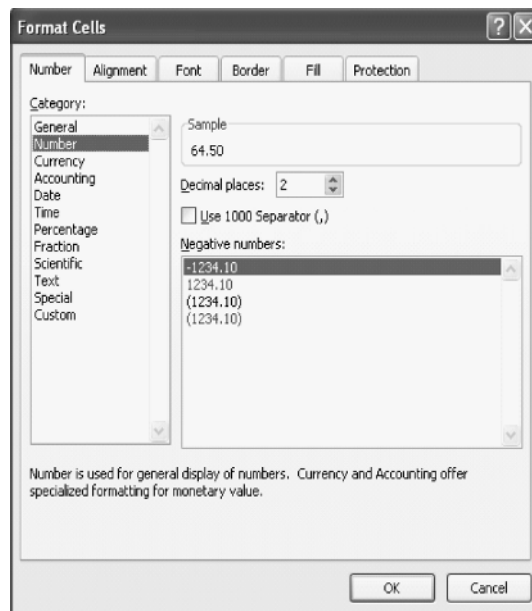 Format Cells
Number Alignment Font Border Fill Protection
Category:
General
Number
Currency
Accounting
Date
Time
Percentage
Fraction
Scientific
Text
Special
Custom
Sample
64.50
Decimal places: 2
Use 1000 Separator (,)
Negative numbers:
-1234.10
1234.10
(1234.10)
(1234.10)
Number is used for general display of numbers. Currency and Accounting offer
specialized formatting for monetary value.
OK Cancel